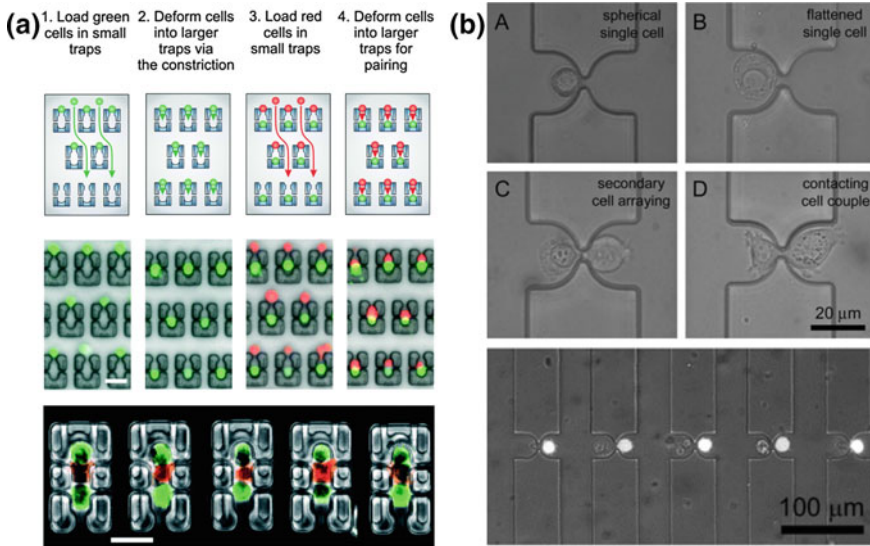 (a)
1. Load green
cells in small
traps
2. Deform cells
into larger
traps via
the constriction
3. Load red
cells in
small traps
4. Deform cells
into larger
traps for
pairing
(b)
A
spherical
single cell
B
flattened
single cell
C
secondary
cell arraying
D
contacting
cell couple
20 μm
100 μm